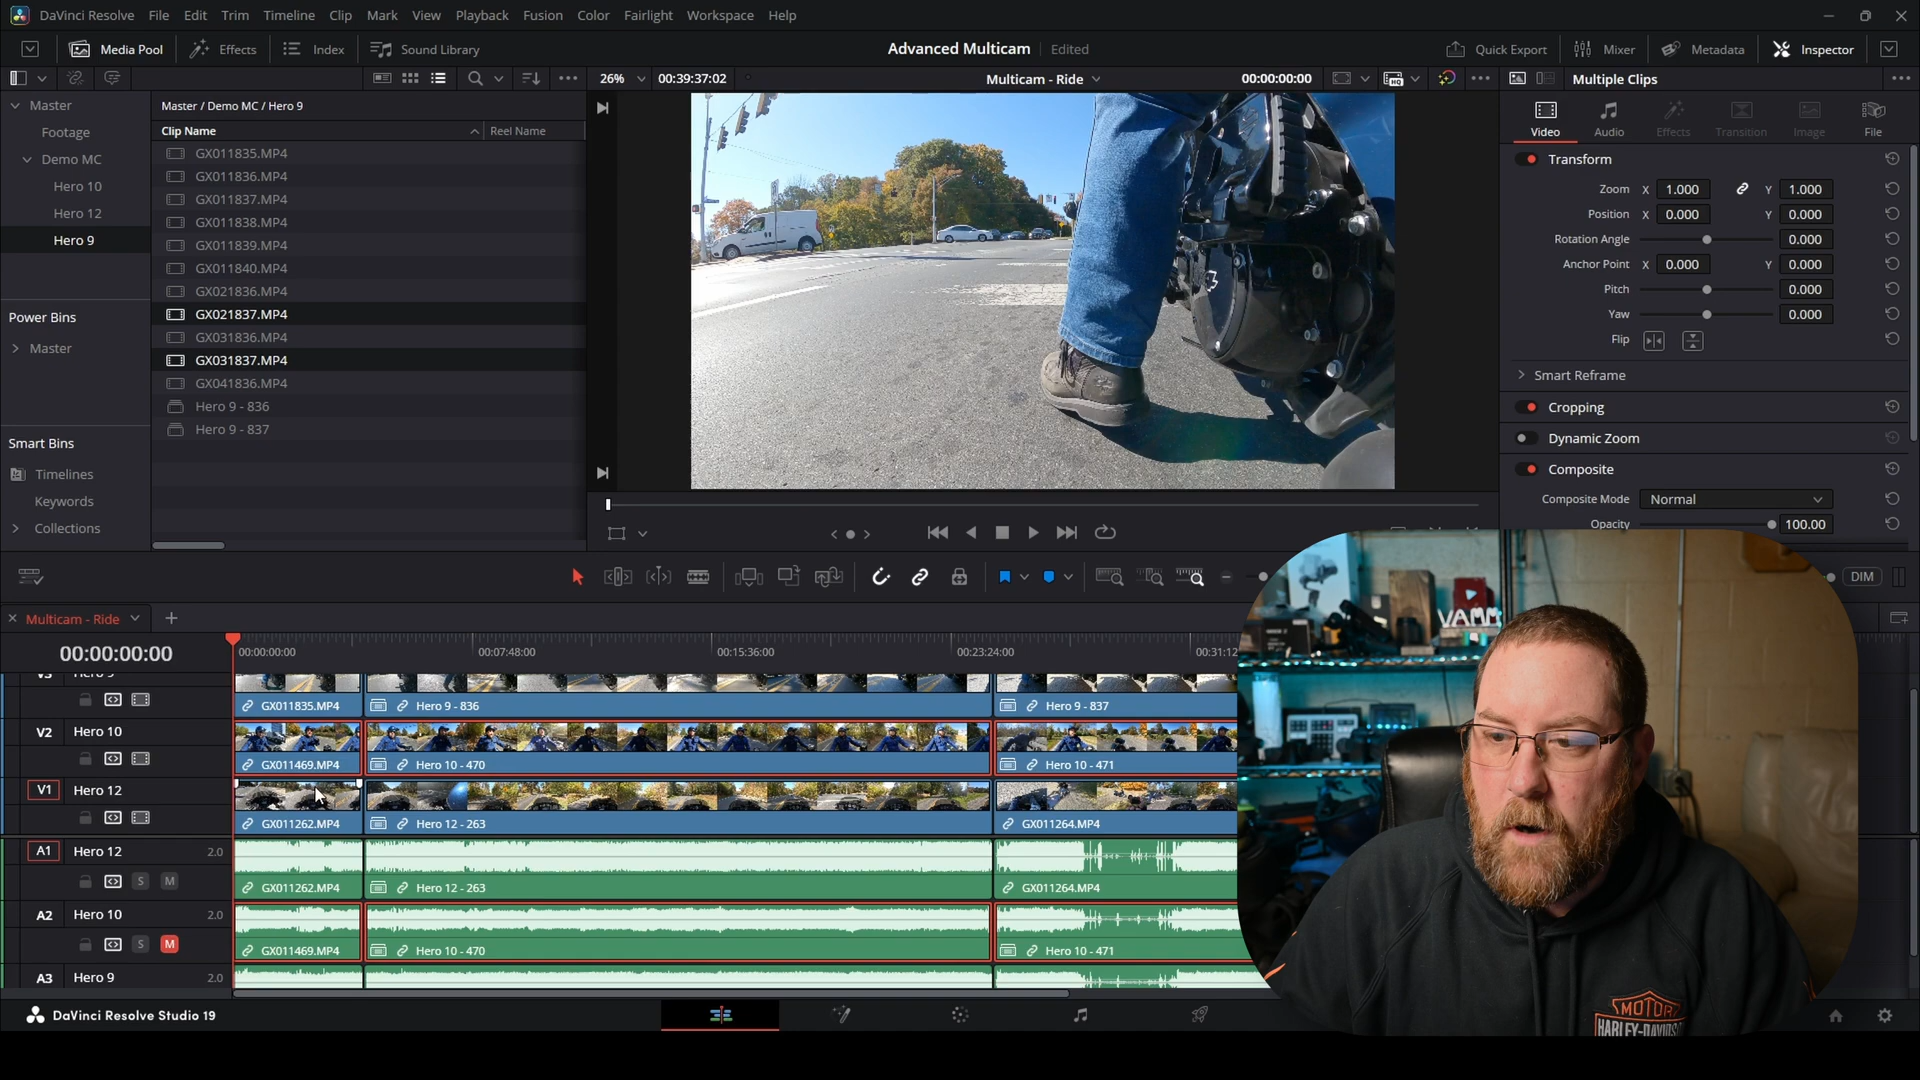 DaVinci Resolve File Edit Trim Timeline Clip Mark View Playback Fusion Color Fairlight Workspace Help
Media Pool Effects Index Sound Library Advanced Multicam Edited Quick Export Mixer Metadata Inspector
26% 00:39:37:02 Multicam - Ride 00:00:00:00 Multiple Clips
Master
Footage
Demo MC
Hero 10
Hero 12
Hero 9
Power Bins
Master
Smart Bins
Timelines
Keywords
Collections
Master / Demo MC / Hero 9
Clip Name Reel Name
GX011835.MP4
GX011836.MP4
GX011837.MP4
GX011838.MP4
GX011839.MP4
GX011840.MP4
GX021836.MP4
GX021837.MP4
GX031836.MP4
GX031837.MP4
GX041836.MP4
Hero 9 - 836
Hero 9 - 837
Video Audio Effects Transition Image File
Transform
Zoom X 1.000 Y 1.000
Position X 0.000 Y 0.000
Rotation Angle 0.000
Anchor Point X 0.000 Y 0.000
Pitch 0.000
Yaw 0.000
Flip
Smart Reframe
Cropping
Dynamic Zoom
Composite
Composite Mode Normal
Opacity 100.00
DIM
Multicam - Ride
00:00:00:00 00:00:00:00 00:07:48:00 00:15:36:00 00:23:24:00 00:31:12
GX011835.MP4 Hero 9 - 836 Hero 9 - 837
V2 Hero 10
GX011469.MP4 Hero 10 - 470 Hero 10 - 471
V1 Hero 12
GX011262.MP4 Hero 12 - 263 GX011264.MP4
A1 Hero 12 2.0
S M
GX011262.MP4 Hero 12 - 263 GX011264.MP4
A2 Hero 10 2.0
S M
GX011469.MP4 Hero 10 - 470 Hero 10 - 471
A3 Hero 9 2.0
DaVinci Resolve Studio 19
VAMM
MOTOR
HARLEY-DAVIDS